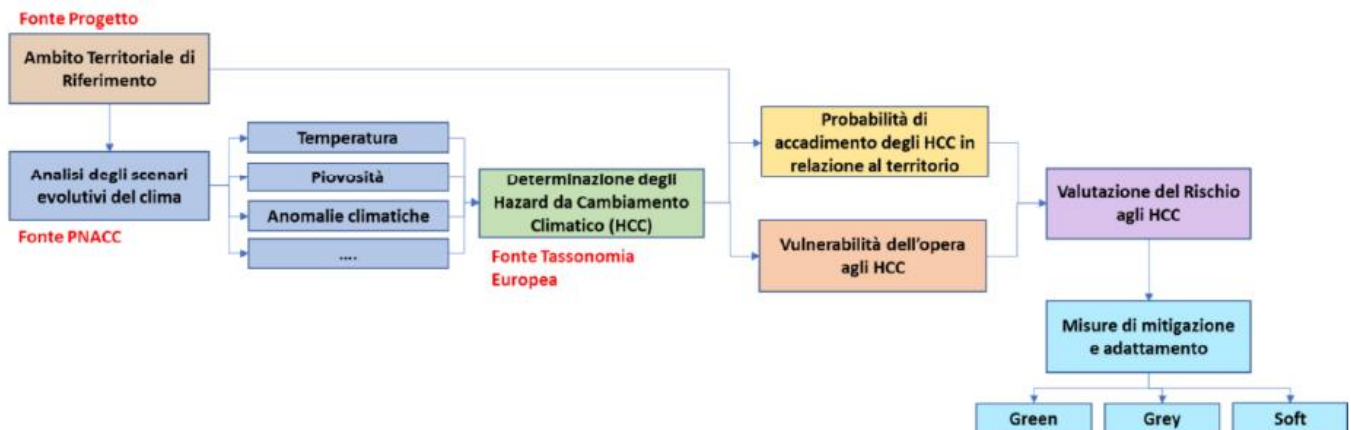 Fonte Progetto
Ambito Territoriale di
Riferimento
Analisi degli scenari
evolutivi del clima
Fonte PNACC
Temperatura
Piovosità
Anomalie climatiche
....
Determinazione degli
Hazard da Cambiamento
Climatico (HCC)
Fonte Tassonomia
Europea
Probabilità di
accadimento degli HCC in
relazione al territorio
Vulnerabilità dell'opera
agli HCC
Valutazione del Rischio
agli HCC
Misure di mitigazione
e adattamento
Green
Grey
Soft